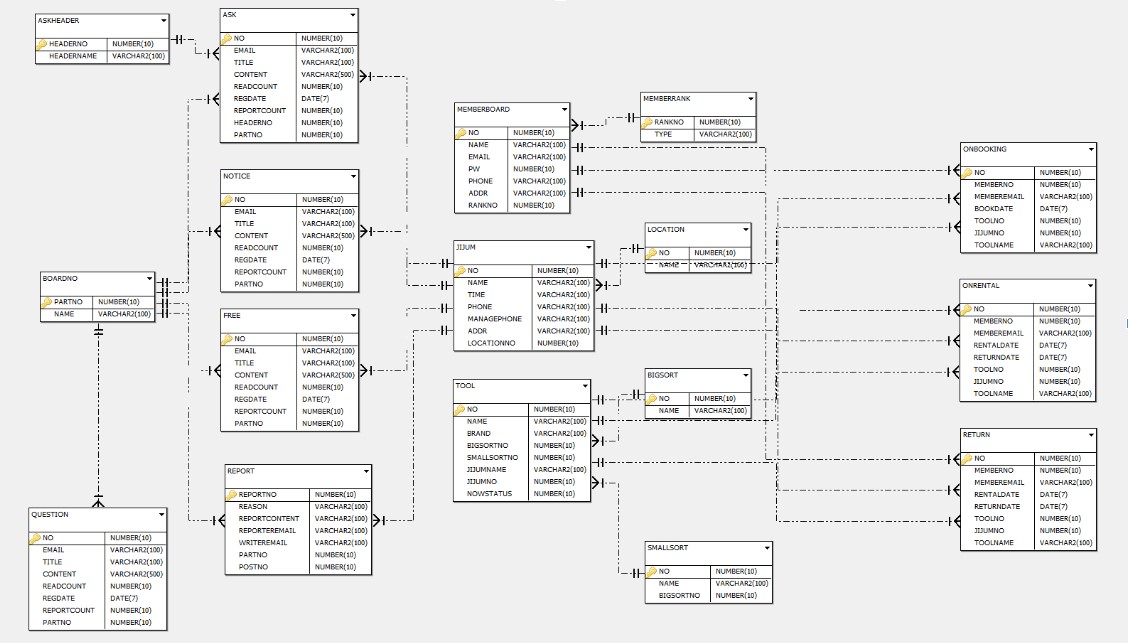 ASKHEADER
HEADERNO NUMBER(10)
HEADERNAME VARCHAR2(100)
ASK
NO NUMBER(10)
EMAIL VARCHAR2(100)
TITLE VARCHAR2(100)
CONTENT VARCHAR2(500)
READCOUNT NUMBER(10)
REGDATE DATE(7)
REPORTCOUNT NUMBER(10)
HEADERNO NUMBER(10)
PARTNO NUMBER(10)
NOTICE
NO NUMBER(10)
EMAIL VARCHAR2(100)
TITLE VARCHAR2(100)
CONTENT VARCHAR2(500)
READCOUNT NUMBER(10)
REGDATE DATE(7)
REPORTCOUNT NUMBER(10)
PARTNO NUMBER(10)
BOARDNO
PARTNO NUMBER(10)
NAME VARCHAR2(100)
FREE
NO NUMBER(10)
EMAIL VARCHAR2(100)
TITLE VARCHAR2(100)
CONTENT VARCHAR2(500)
READCOUNT NUMBER(10)
REGDATE DATE(7)
REPORTCOUNT NUMBER(10)
PARTNO NUMBER(10)
REPORT
REPORTNO NUMBER(10)
REASON VARCHAR2(100)
REPORTCONTENT VARCHAR2(100)
REPORTEREMAIL VARCHAR2(100)
WRITEREMAIL VARCHAR2(100)
PARTNO NUMBER(10)
POSTNO NUMBER(10)
QUESTION
NO NUMBER(10)
EMAIL VARCHAR2(100)
TITLE VARCHAR2(100)
CONTENT VARCHAR2(500)
READCOUNT NUMBER(10)
REGDATE DATE(7)
REPORTCOUNT NUMBER(10)
PARTNO NUMBER(10)
MEMBERBOARD
NO NUMBER(10)
NAME VARCHAR2(100)
EMAIL VARCHAR2(100)
PW VARCHAR2(100)
PHONE VARCHAR2(100)
ADDR VARCHAR2(100)
RANKNO NUMBER(10)
MEMBERRANK
RANKNO NUMBER(10)
TYPE VARCHAR2(100)
JIJUM
NO NUMBER(10)
NAME VARCHAR2(100)
TIME VARCHAR2(100)
PHONE VARCHAR2(100)
MANAGEPHONE VARCHAR2(100)
ADDR VARCHAR2(100)
LOCATIONNO NUMBER(10)
LOCATION
NO NUMBER(10)
NAME VARCHAR2(100)
TOOL
NO NUMBER(10)
NAME VARCHAR2(100)
BRAND VARCHAR2(100)
BIGSORTNO NUMBER(10)
SMALLSORTNO NUMBER(10)
JIJUMNAME VARCHAR2(100)
JIJUMNO NUMBER(10)
NOWSTATUS NUMBER(10)
BIGSORT
NO NUMBER(10)
NAME VARCHAR2(100)
SMALLSORT
NO NUMBER(10)
NAME VARCHAR2(100)
BIGSORTNO NUMBER(10)
ONBOOKING
NO NUMBER(10)
MEMBERNO NUMBER(10)
MEMBEREMAIL VARCHAR2(100)
BOOKDATE DATE(7)
TOOLNO NUMBER(10)
JIJUMNO NUMBER(10)
TOOLNAME VARCHAR2(100)
ONRENTAL
NO NUMBER(10)
MEMBERNO NUMBER(10)
MEMBEREMAIL VARCHAR2(100)
RENTALDATE DATE(7)
RETURNDATE DATE(7)
TOOLNO NUMBER(10)
JIJUMNO NUMBER(10)
TOOLNAME VARCHAR2(100)
RETURN
NO NUMBER(10)
MEMBERNO NUMBER(10)
MEMBEREMAIL VARCHAR2(100)
RENTALDATE DATE(7)
RETURNDATE DATE(7)
TOOLNO NUMBER(10)
JIJUMNO NUMBER(10)
TOOLNAME VARCHAR2(100)